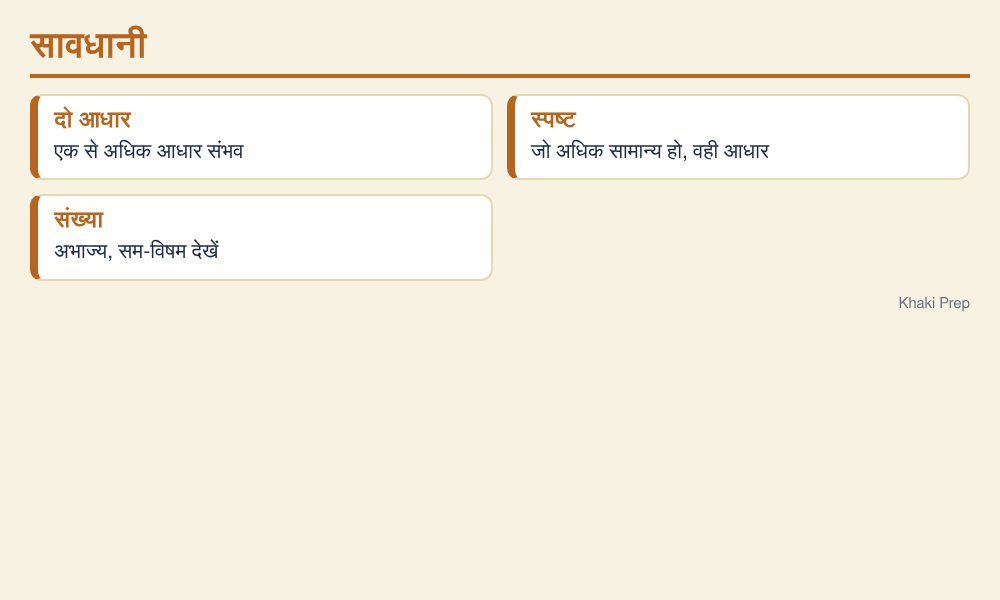 सावधानी
दो आधार
एक से अधिक आधार संभव
स्पष्ट
जो अधिक सामान्य हो, वही आधार
संख्या
अभाज्य, सम-विषम देखें
Khaki Prep